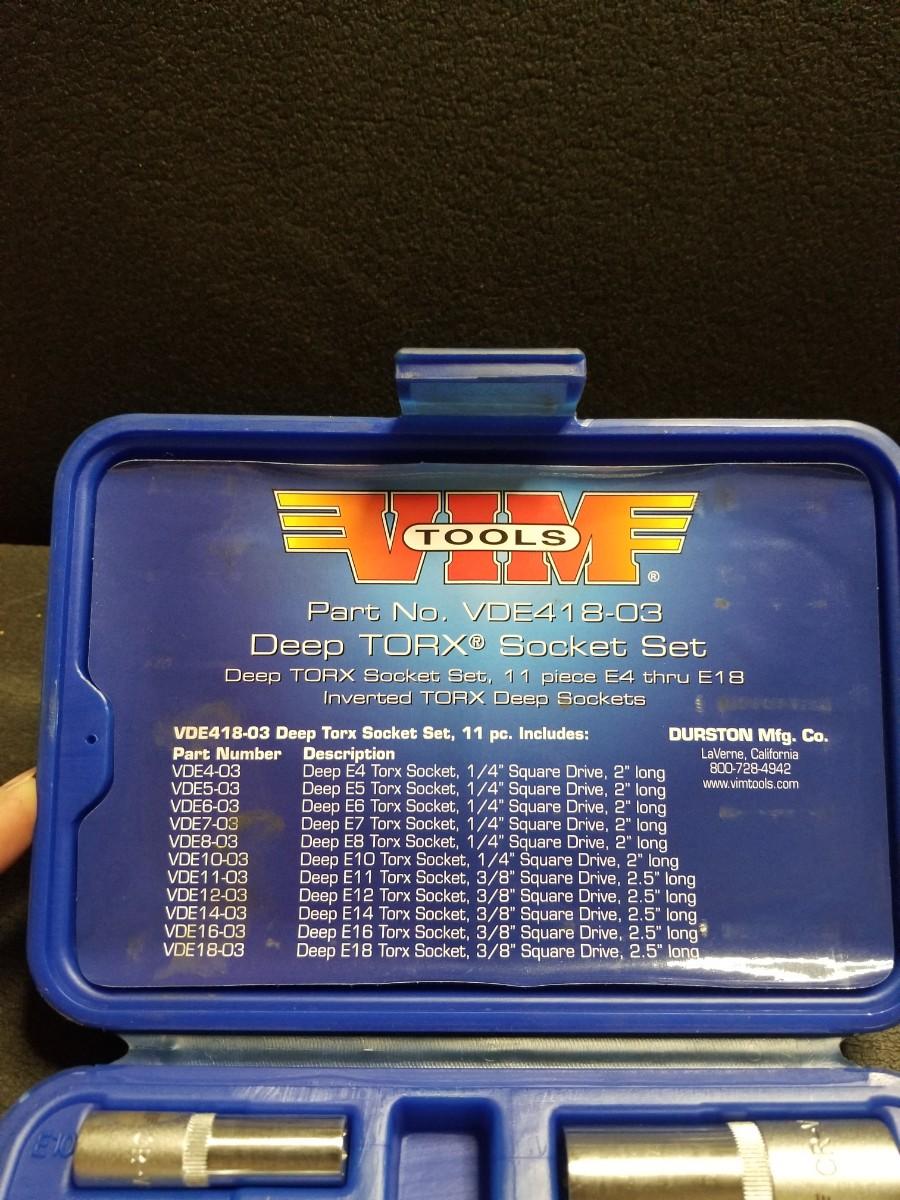 VIM
TOOLS
®
Part No. VDE418-03
Deep TORX® Socket Set
Deep TORX Socket Set, 11 piece E4 thru E18
Inverted TORX Deep Sockets
VDE418-03 Deep Torx Socket Set, 11 pc. Includes:
Part Number Description
VDE4-03 Deep E4 Torx Socket, 1/4" Square Drive, 2" long
VDE5-03 Deep E5 Torx Socket, 1/4" Square Drive, 2" long
VDE6-03 Deep E6 Torx Socket, 1/4" Square Drive, 2" long
VDE7-03 Deep E7 Torx Socket, 1/4" Square Drive, 2" long
VDE8-03 Deep E8 Torx Socket, 1/4" Square Drive, 2" long
VDE10-03 Deep E10 Torx Socket, 1/4" Square Drive, 2" long
VDE11-03 Deep E11 Torx Socket, 3/8" Square Drive, 2.5" long
VDE12-03 Deep E12 Torx Socket, 3/8" Square Drive, 2.5" long
VDE14-03 Deep E14 Torx Socket, 3/8" Square Drive, 2.5" long
VDE16-03 Deep E16 Torx Socket, 3/8" Square Drive, 2.5" long
VDE18-03 Deep E18 Torx Socket, 3/8" Square Drive, 2.5" long
DURSTON Mfg. Co.
LaVerne, California
800-728-4942
www.vimtools.com
E10
CR-V